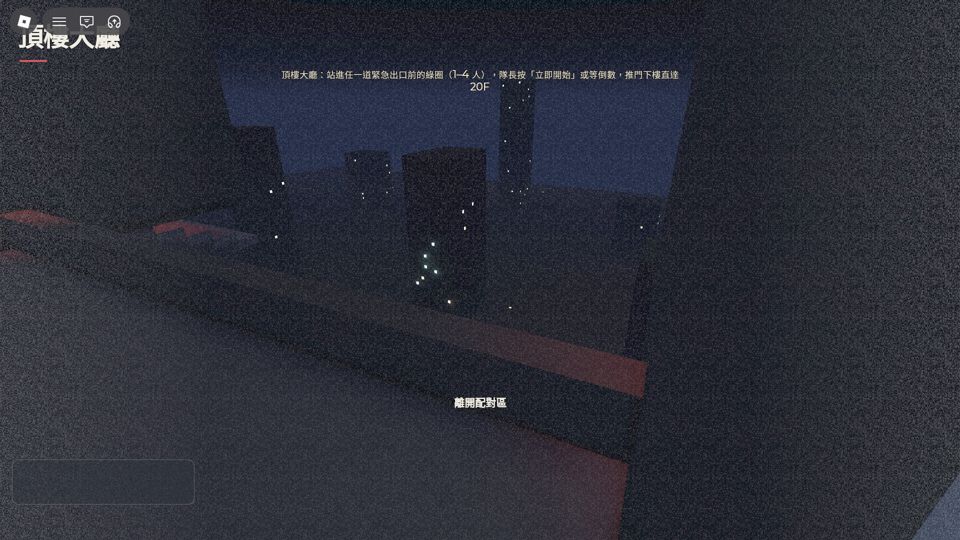 頂樓大廳
頂樓大廳：站進任一道緊急出口前的綠圈（1–4 人），隊長按「立即開始」或等倒數，推門下樓直達
20F
離開配對區